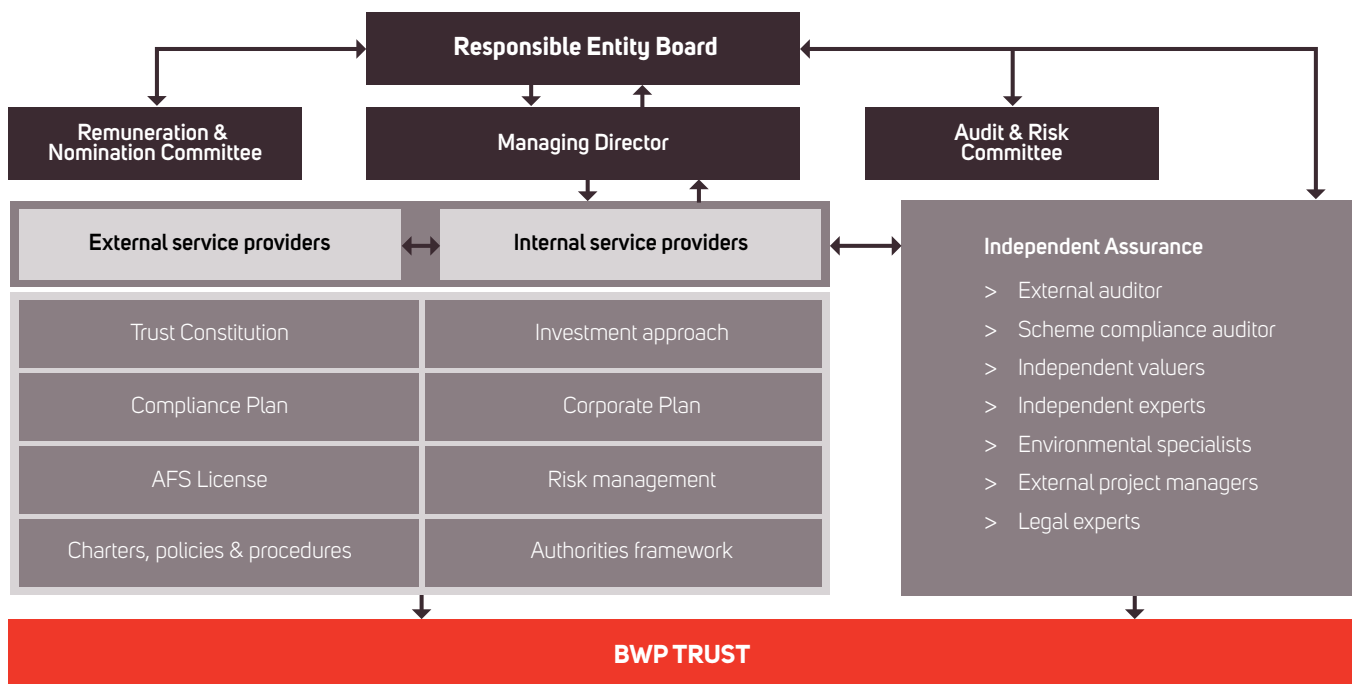 Responsible Entity Board
Remuneration &
Nomination Committee
Managing Director
Audit & Risk
Committee
External service providers
Internal service providers
Trust Constitution
Investment approach
Compliance Plan
Corporate Plan
AFS License
Risk management
Charters, policies & procedures
Authorities framework
Independent Assurance
> External auditor
> Scheme compliance auditor
> Independent valuers
> Independent experts
> Environmental specialists
> External project managers
> Legal experts
BWP TRUST